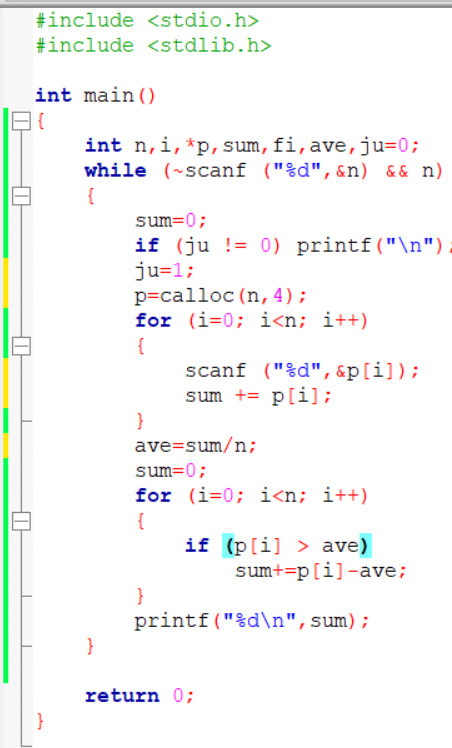 #include <stdio.h>
#include <stdlib.h>
int main()
{
int n,i,*p,sum,fi,ave,ju=0;
while (~scanf ("%d",&n) && n)
{
sum=0;
if (ju != 0) printf("\n");
ju=1;
p=calloc(n,4);
for (i=0; i<n; i++)
{
scanf ("%d",&p[i]);
sum += p[i];
}
ave=sum/n;
sum=0;
for (i=0; i<n; i++)
{
if (p[i] > ave)
sum+=p[i]-ave;
}
printf("%d\n",sum);
}
return 0;
}